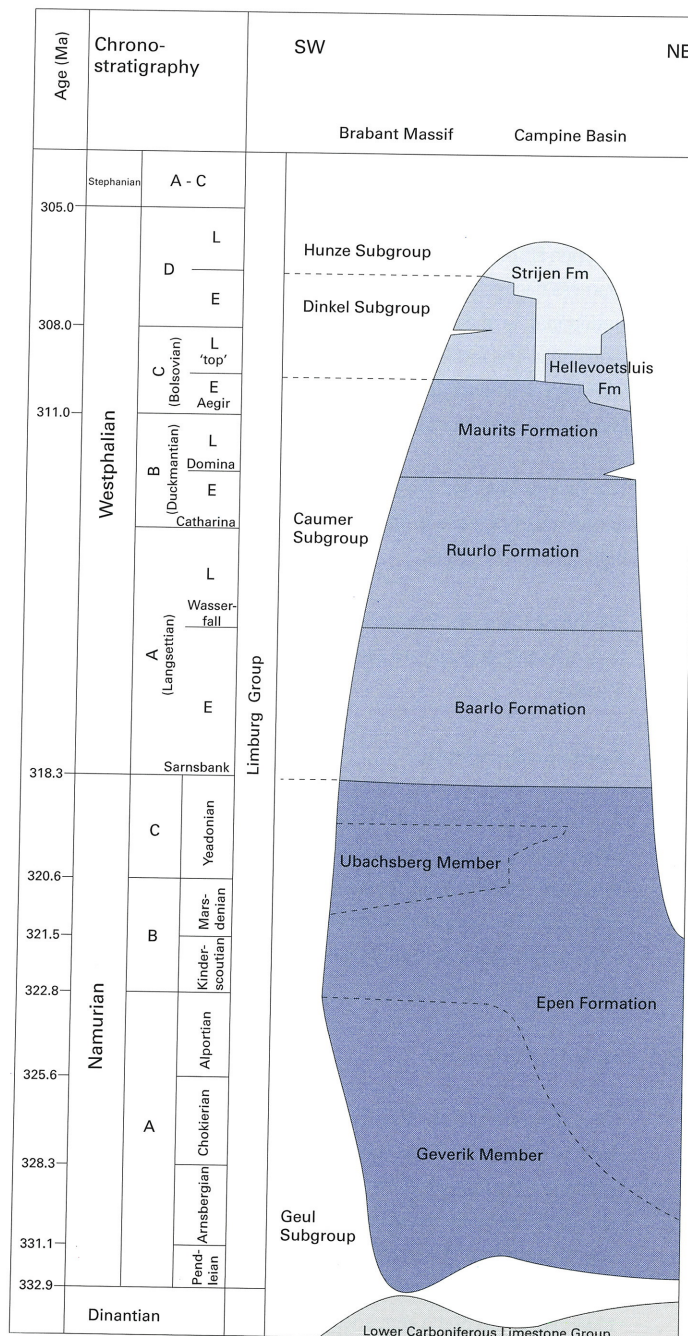 Age (Ma)
Chrono-
stratigraphy
SW
NE
Brabant Massif
Campine Basin
Stephanian
A - C
305.0
308.0
311.0
318.3
320.6
321.5
322.8
325.6
328.3
331.1
332.9
Westphalian
D
L
E
C
(Bolsovian)
L
'top'
E
Aegir
B
(Duckmantian)
L
Domina
E
Catharina
A
(Langsettian)
L
Wasser-
fall
E
Sarnsbank
Namurian
C
Yeadonian
B
Mars-
denian
Kinder-
scoutian
A
Alportian
Chokierian
Arnsbergian
Pend-
leian
Dinantian
Limburg Group
Hunze Subgroup
Dinkel Subgroup
Caumer
Subgroup
Geul
Subgroup
Strijen Fm
Hellevoetsluis
Fm
Maurits Formation
Ruurlo Formation
Baarlo Formation
Ubachsberg Member
Epen Formation
Geverik Member
Lower Carboniferous Limestone Group